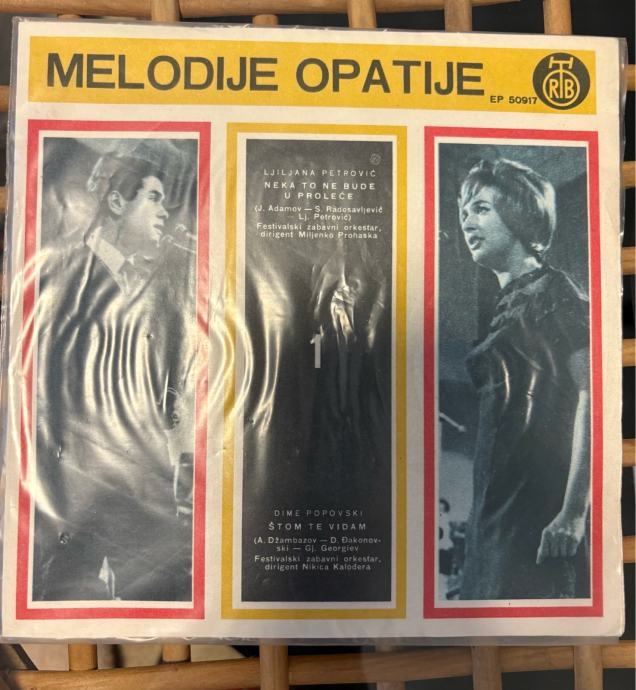 MELODIJE OPATIJE
EP 50917
RTB
LJILJANA PETROVIĆ
NEKA TO NE BUDE
U PROLEĆE
(J. Adamov — S. Radosavljević
— Lj. Petrović)
Festivalski zabavni orkestar,
dirigent Miljenko Prohaska
1
DIME POPOVSKI
ŠTOM TE VIDAM
(A. Džambazov — D. Đakonov-
ski — Gj. Georgiev
Festivalski zabavni orkestar,
dirigent Nikica Kalođera